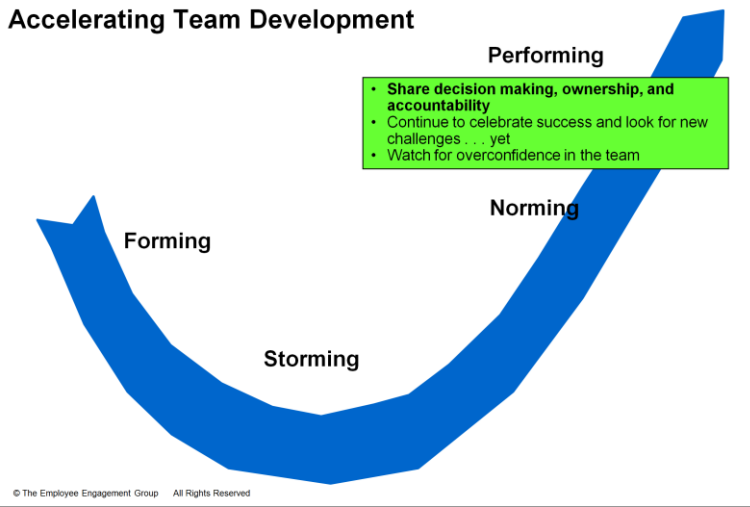 Accelerating Team Development
Performing
• Share decision making, ownership, and
accountability
• Continue to celebrate success and look for new
challenges . . . yet
• Watch for overconfidence in the team
Norming
Forming
Storming
© The Employee Engagement Group All Rights Reserved